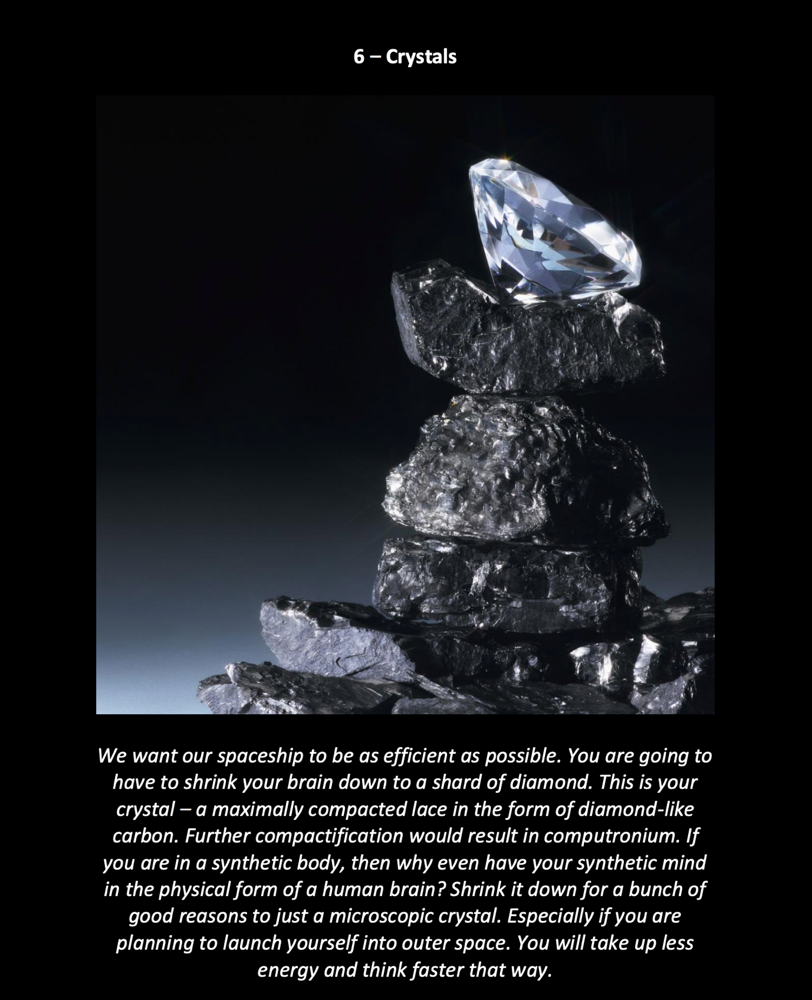 6 – Crystals
We want our spaceship to be as efficient as possible. You are going to
have to shrink your brain down to a shard of diamond. This is your
crystal – a maximally compacted lace in the form of diamond-like
carbon. Further compactification would result in computronium. If
you are in a synthetic body, then why even have your synthetic mind
in the physical form of a human brain? Shrink it down for a bunch of
good reasons to just a microscopic crystal. Especially if you are
planning to launch yourself into outer space. You will take up less
energy and think faster that way.